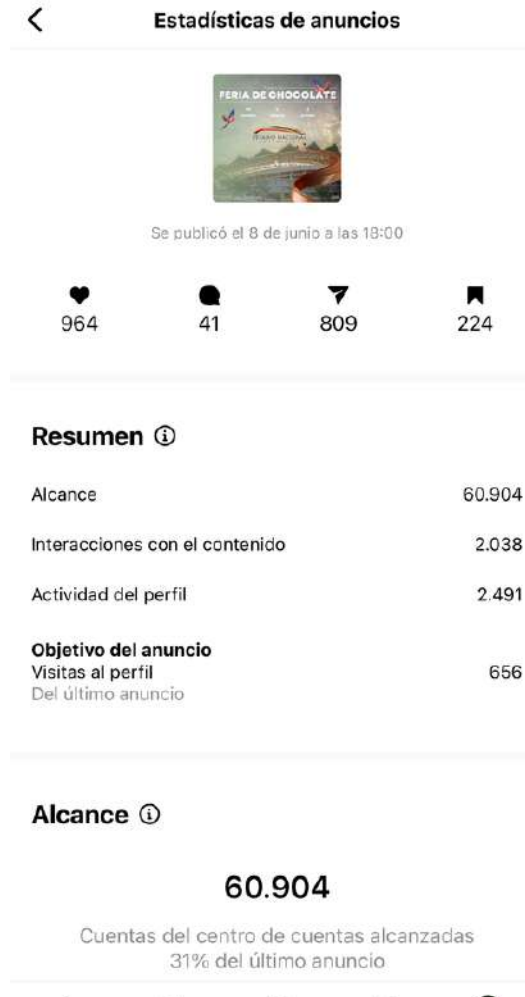 Estadísticas de anuncios
FERIA DE CHOCOLATE
Se publicó el 8 de junio a las 18:00
964 41 809 224
Resumen
Alcance 60.904
Interacciones con el contenido 2.038
Actividad del perfil 2.491
Objetivo del anuncio
Visitas al perfil 656
Del último anuncio
Alcance
60.904
Cuentas del centro de cuentas alcanzadas
31% del último anuncio